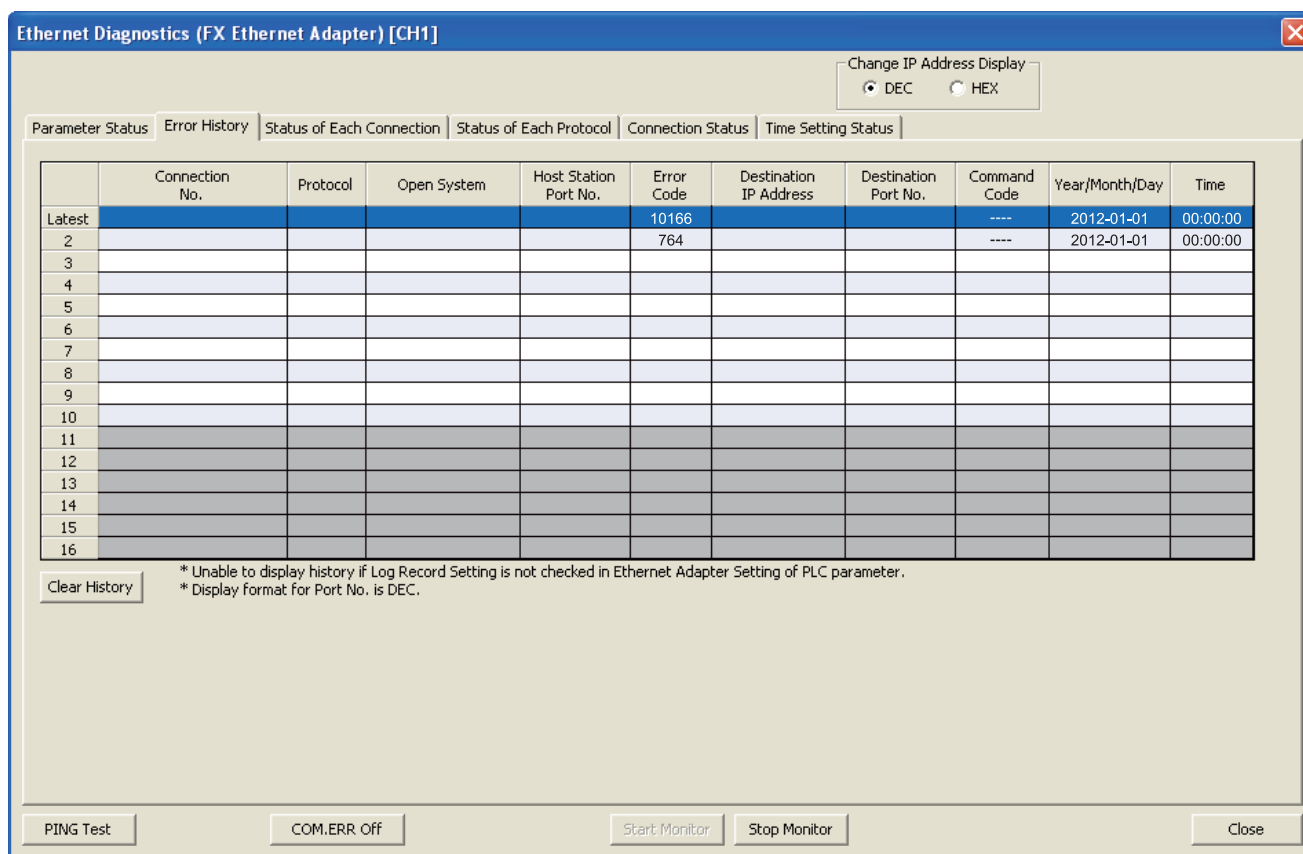 Ethernet Diagnostics (FX Ethernet Adapter) [CH1]
Change IP Address Display
DEC HEX
Parameter Status Error History Status of Each Connection Status of Each Protocol Connection Status Time Setting Status
Connection No. Protocol Open System Host Station Port No. Error Code Destination IP Address Destination Port No. Command Code Year/Month/Day Time
Latest 10166 ---- 2012-01-01 00:00:00
2 764 ---- 2012-01-01 00:00:00
3
4
5
6
7
8
9
10
11
12
13
14
15
16
Clear History
* Unable to display history if Log Record Setting is not checked in Ethernet Adapter Setting of PLC parameter.
* Display format for Port No. is DEC.
PING Test COM.ERR Off Start Monitor Stop Monitor Close